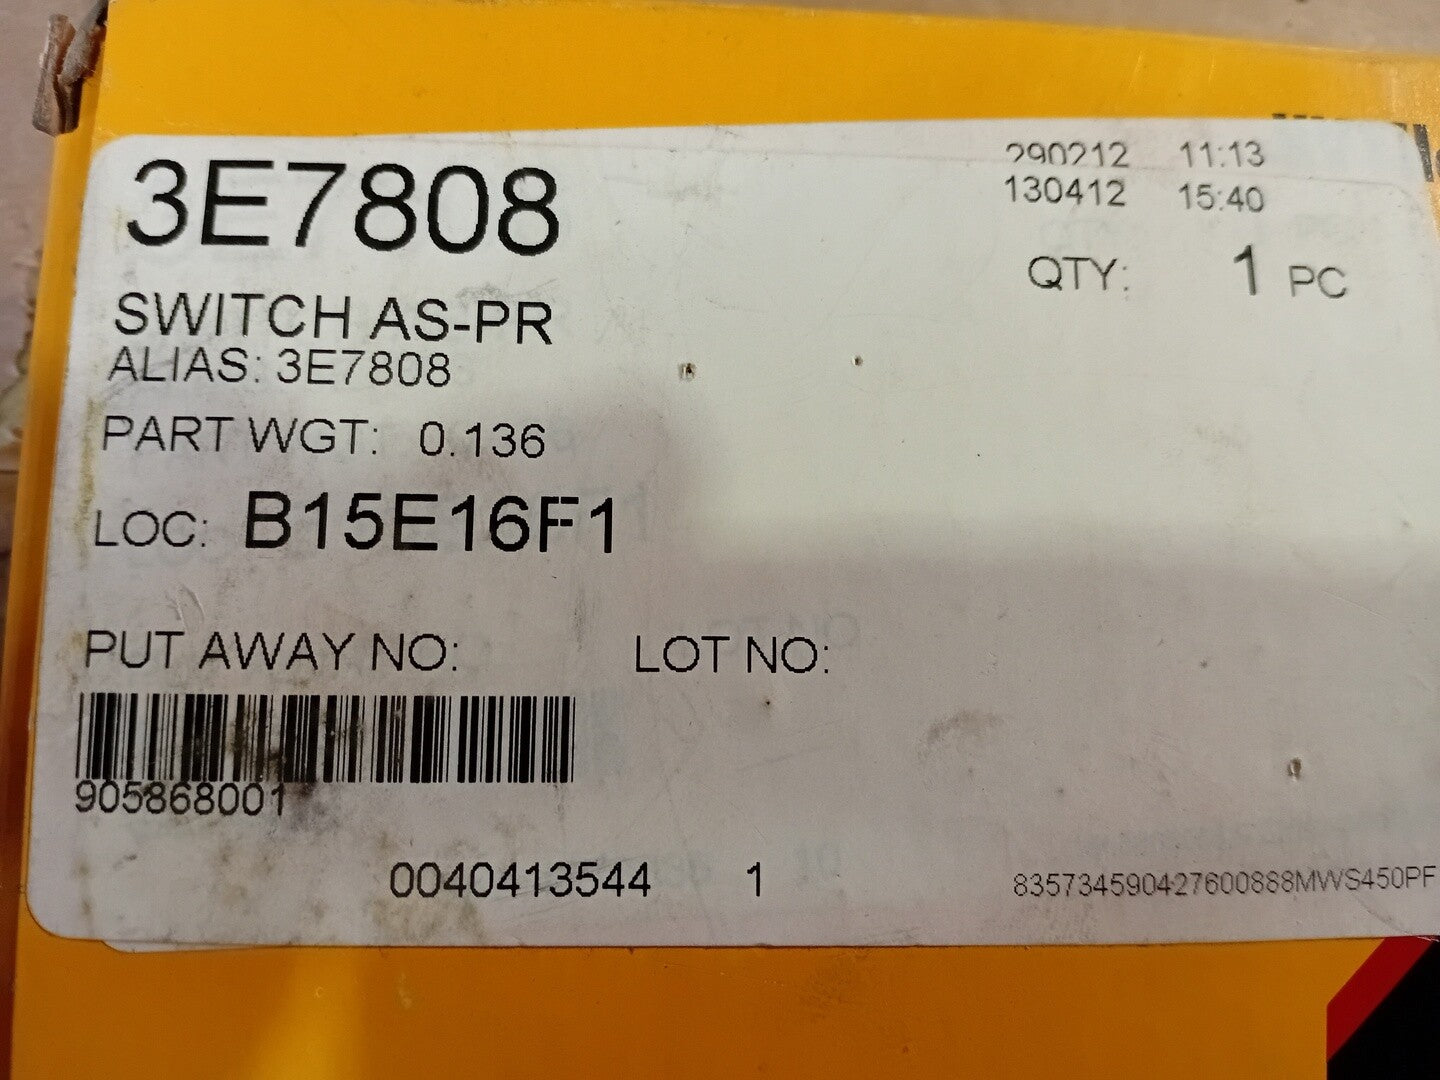 3E7808
290212 11:13
130412 15:40
QTY: 1 PC
SWITCH AS-PR
ALIAS: 3E7808
PART WGT: 0.136
LOC: B15E16F1
PUT AWAY NO: LOT NO:
905868001
0040413544 1 835734590427600888MWS450PF